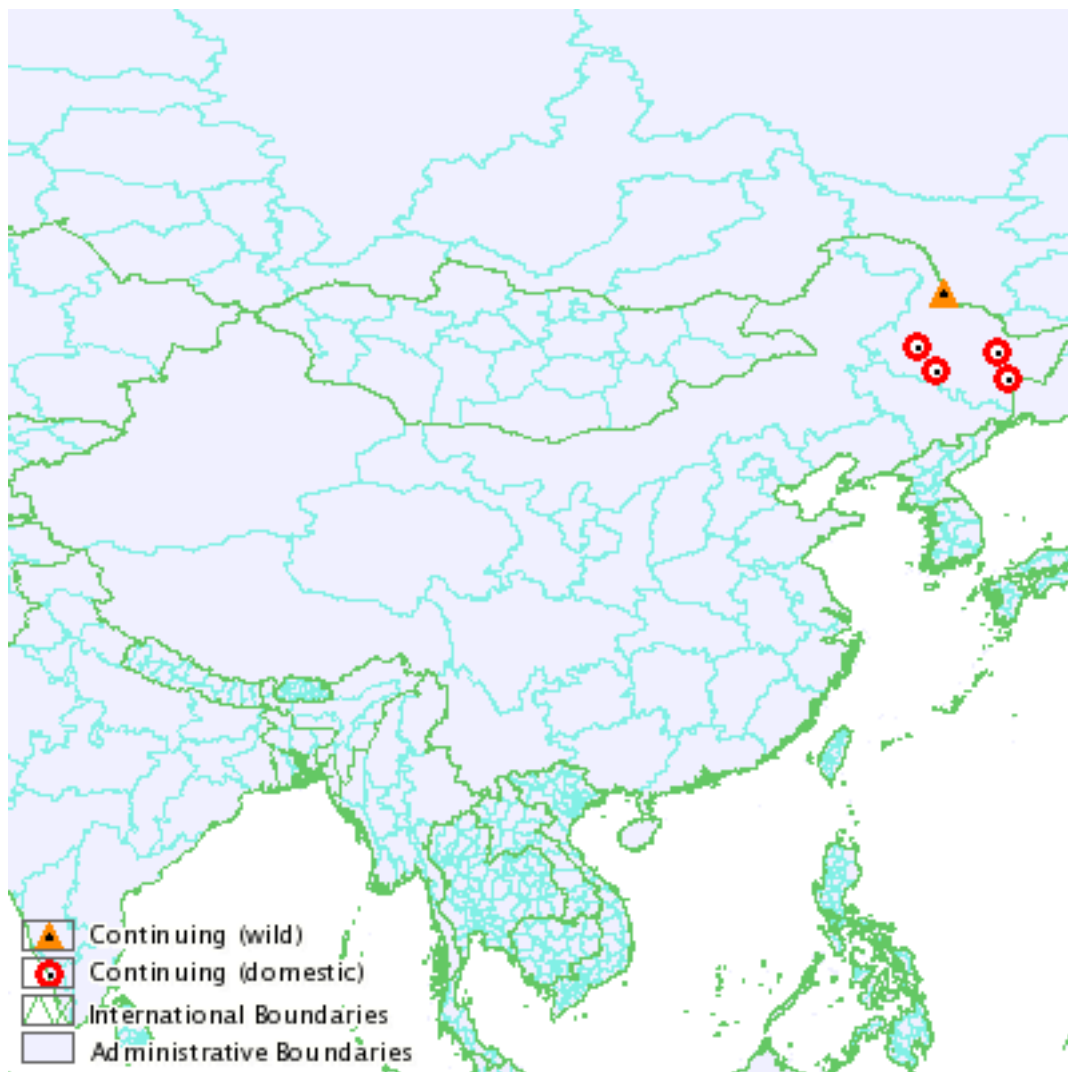 Continuing (wild)
Continuing (domestic)
International Boundaries
Administrative Boundaries